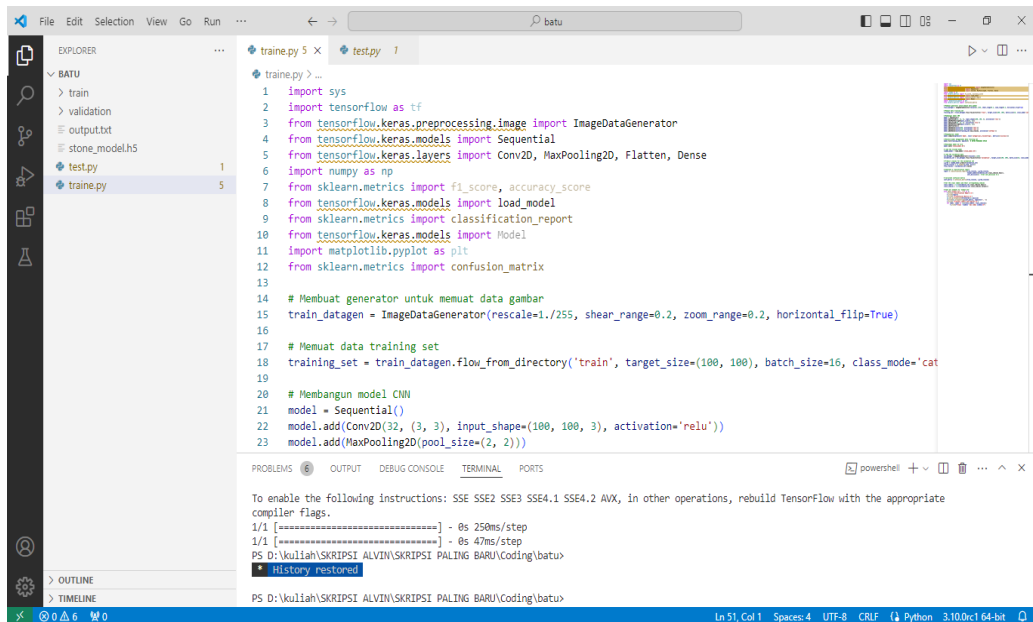 File Edit Selection View Go Run ··· ← → batu
EXPLORER ···
BATU
> train
> validation
output.txt
stone_model.h5
test.py 1
traine.py 5
> OUTLINE
> TIMELINE
traine.py 5 × test.py 1
traine.py > ...
1 import sys
2 import tensorflow as tf
3 from tensorflow.keras.preprocessing.image import ImageDataGenerator
4 from tensorflow.keras.models import Sequential
5 from tensorflow.keras.layers import Conv2D, MaxPooling2D, Flatten, Dense
6 import numpy as np
7 from sklearn.metrics import f1_score, accuracy_score
8 from tensorflow.keras.models import load_model
9 from sklearn.metrics import classification_report
10 from tensorflow.keras.models import Model
11 import matplotlib.pyplot as plt
12 from sklearn.metrics import confusion_matrix
13
14 # Membuat generator untuk memuat data gambar
15 train_datagen = ImageDataGenerator(rescale=1./255, shear_range=0.2, zoom_range=0.2, horizontal_flip=True)
16
17 # Memuat data training set
18 training_set = train_datagen.flow_from_directory('train', target_size=(100, 100), batch_size=16, class_mode='cat
19
20 # Membangun model CNN
21 model = Sequential()
22 model.add(Conv2D(32, (3, 3), input_shape=(100, 100, 3), activation='relu'))
23 model.add(MaxPooling2D(pool_size=(2, 2)))
PROBLEMS 6 OUTPUT DEBUG CONSOLE TERMINAL PORTS powershell
To enable the following instructions: SSE SSE2 SSE3 SSE4.1 SSE4.2 AVX, in other operations, rebuild TensorFlow with the appropriate
compiler flags.
1/1 [==============================] - 0s 250ms/step
1/1 [==============================] - 0s 47ms/step
PS D:\kuliah\SKRIPSI ALVIN\SKRIPSI PALING BARU\Coding\batu>
* History restored
PS D:\kuliah\SKRIPSI ALVIN\SKRIPSI PALING BARU\Coding\batu>
0 6 0 Ln 51, Col 1 Spaces: 4 UTF-8 CRLF Python 3.10.0rc1 64-bit